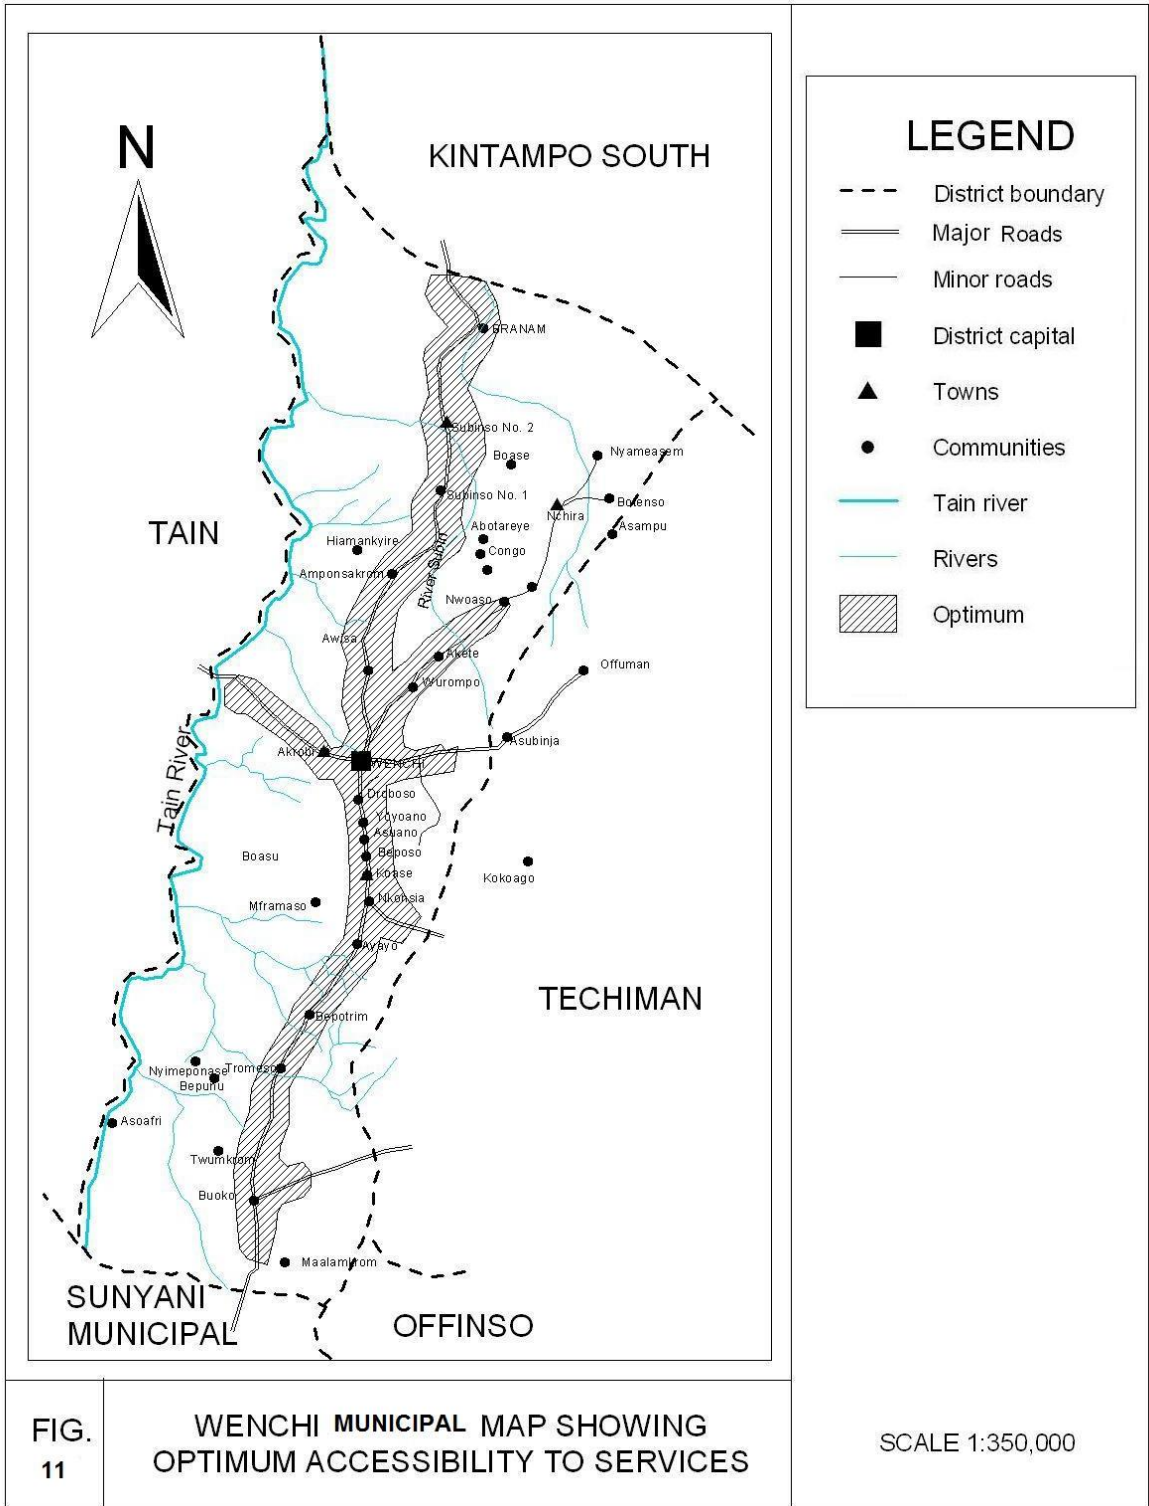 N
KINTAMPO SOUTH
BRANAM
Subinso No. 2
Boase
Nyameasem
Subinso No. 1
Botenso
Nchira
TAIN
Abotareye
Asampu
Hiamankyire
Congo
Amponsakrom
River Subin
Nwoaso
Awisa
Akete
Offuman
Wurompo
Asubinja
Akrobi
WENCHI
Tain River
Droboso
Yoyoano
Asuano
Boasu
Beposo
Koase
Kokoago
Mframaso
Nkonsia
Ayayo
TECHIMAN
Bepotrim
Nyimeponase
Tromeso
Bepunu
Asoafri
Twumkrom
Buoko
Maalamkrom
SUNYANI
MUNICIPAL
OFFINSO
LEGEND
District boundary
Major Roads
Minor roads
District capital
Towns
Communities
Tain river
Rivers
Optimum
FIG.
11
WENCHI MUNICIPAL MAP SHOWING
OPTIMUM ACCESSIBILITY TO SERVICES
SCALE 1:350,000